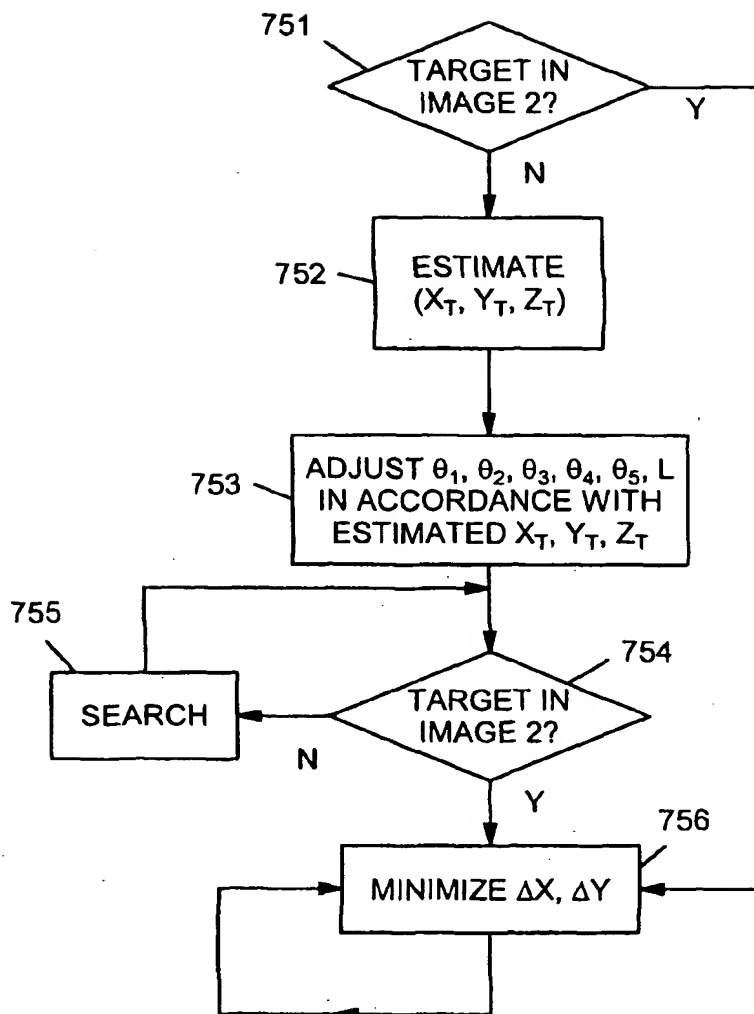 751
TARGET IN
IMAGE 2?
Y
N
752
ESTIMATE
(X_T, Y_T, Z_T)
753
ADJUST θ₁, θ₂, θ₃, θ₄, θ₅, L
IN ACCORDANCE WITH
ESTIMATED X_T, Y_T, Z_T
755
754
SEARCH
TARGET IN
IMAGE 2?
N
Y
756
MINIMIZE ΔX, ΔY